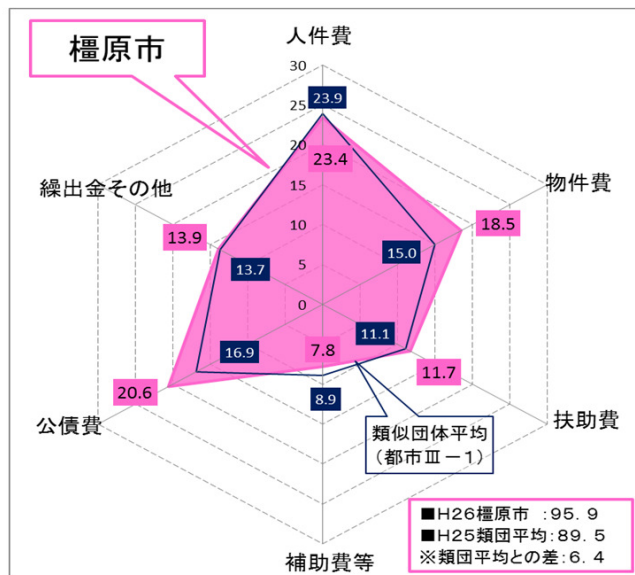 橿原市
人件費
30
23.9
25
23.4
20
15
10
5
0
繰出金その他
13.9
13.7
物件費
18.5
15.0
11.1
11.7
扶助費
16.9
20.6
公債費
7.8
8.9
類似団体平均
(都市Ⅲ－1)
補助費等
■H26橿原市 :95.9
■H25類団平均:89.5
※類団平均との差:6.4